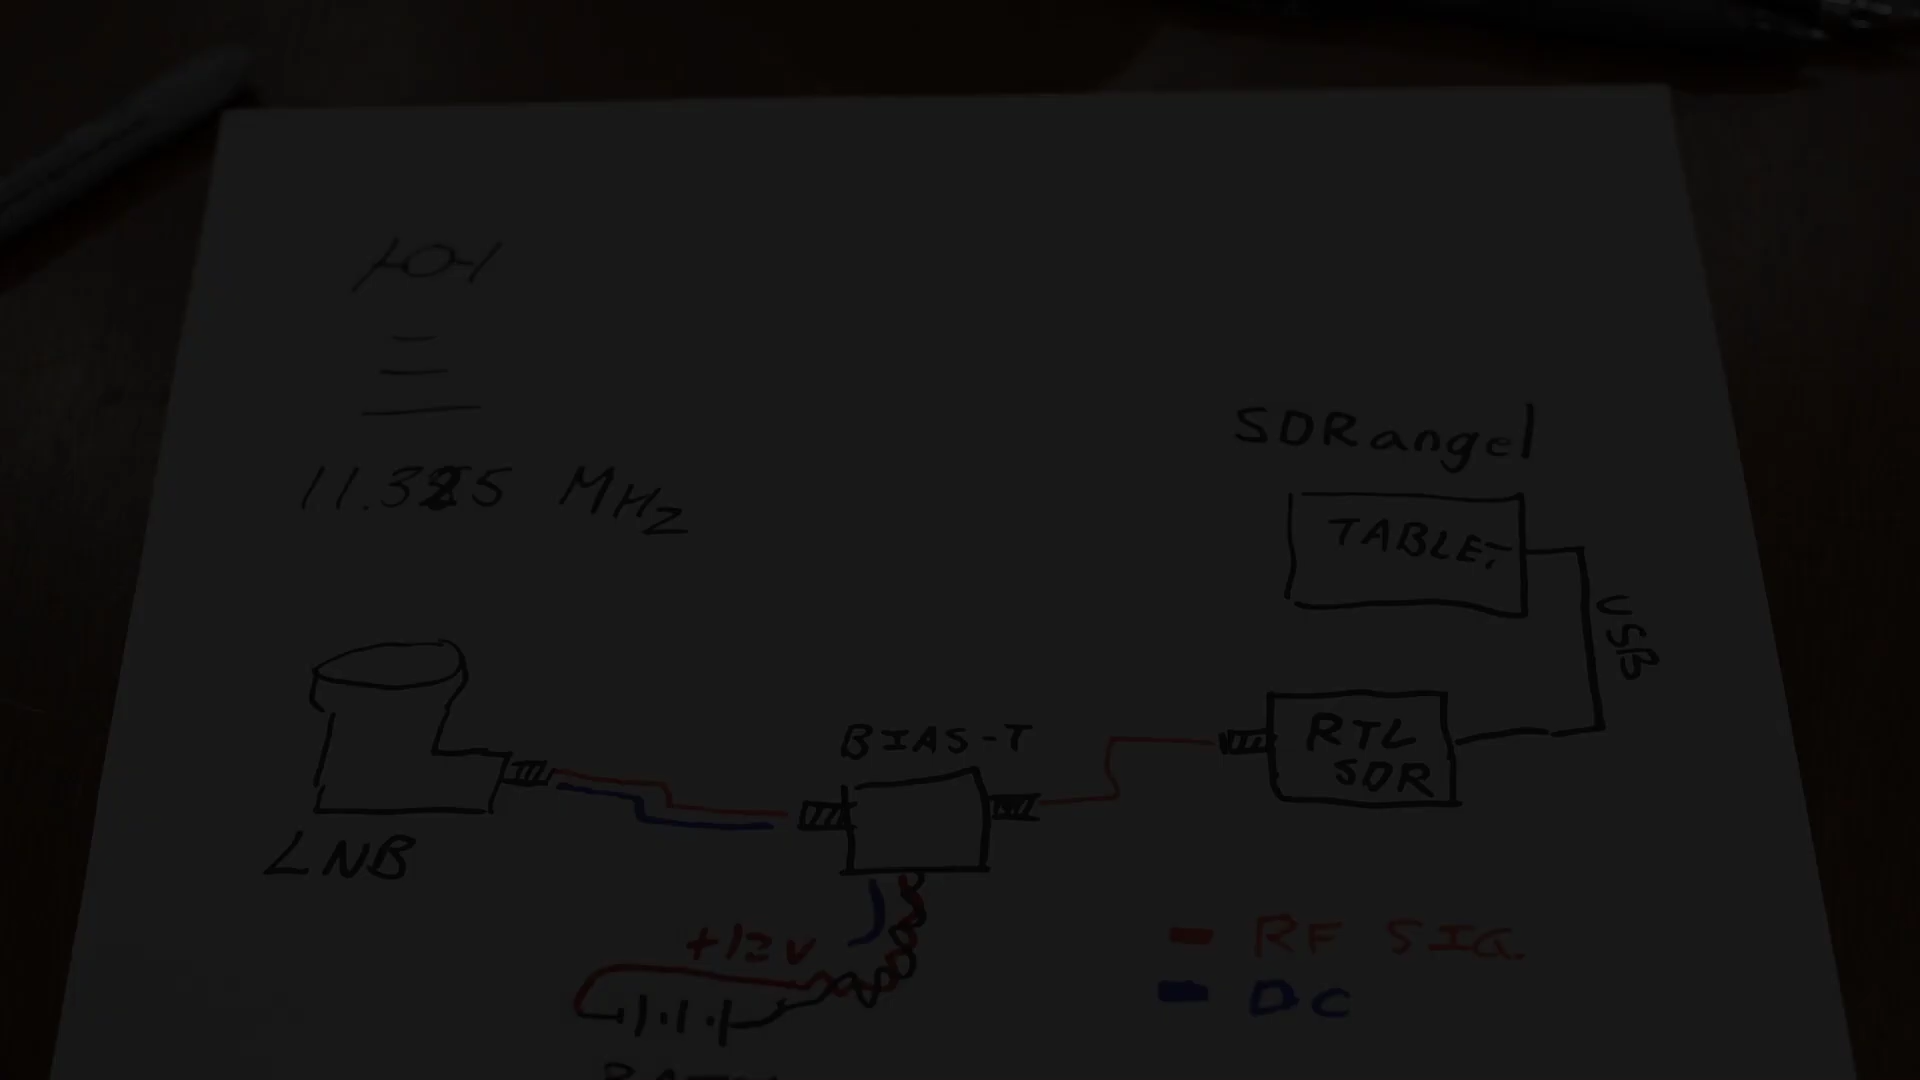 11.325 MHz
SDRangel
TABLET
USB
BIAS-T
RTL
SDR
LNB
+12V
RF SIG
DC